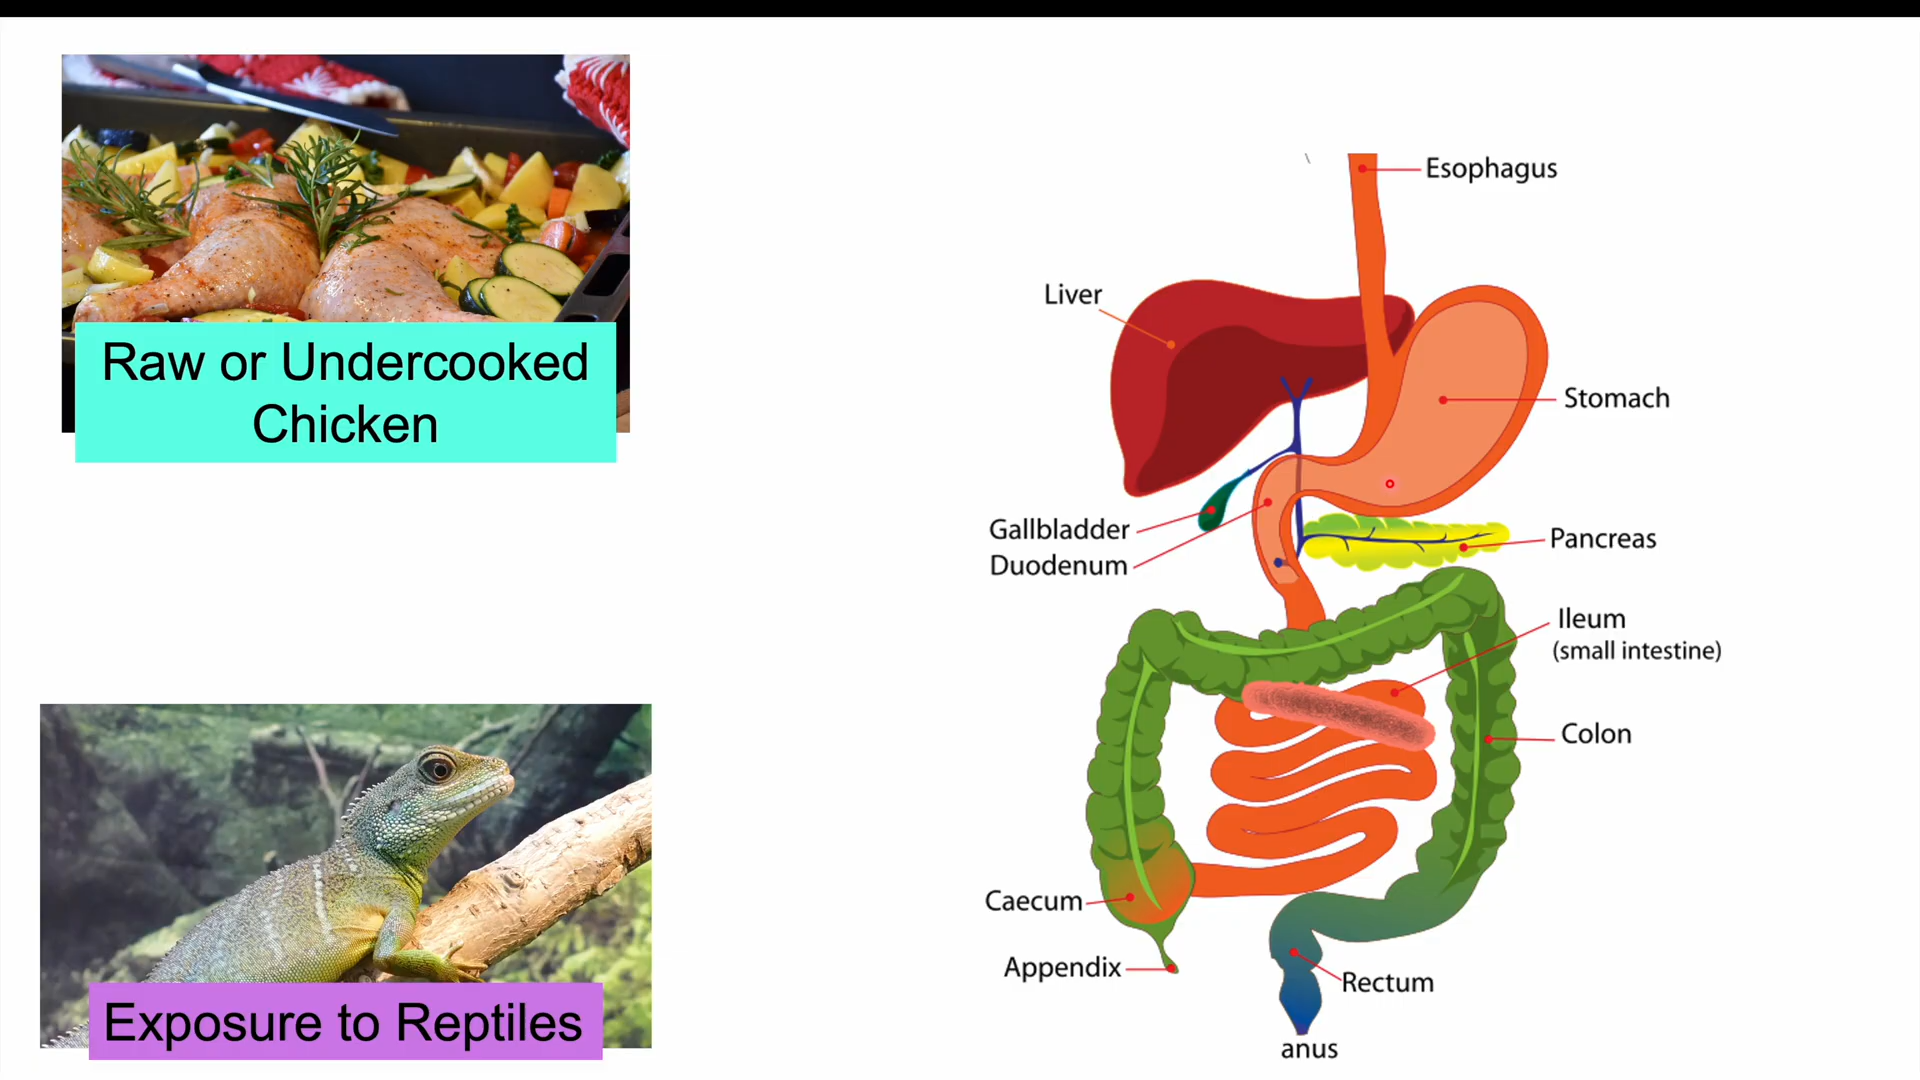 Raw or Undercooked
Chicken
Exposure to Reptiles
Esophagus
Liver
Stomach
Gallbladder
Duodenum
Pancreas
Ileum
(small intestine)
Colon
Caecum
Appendix
Rectum
anus